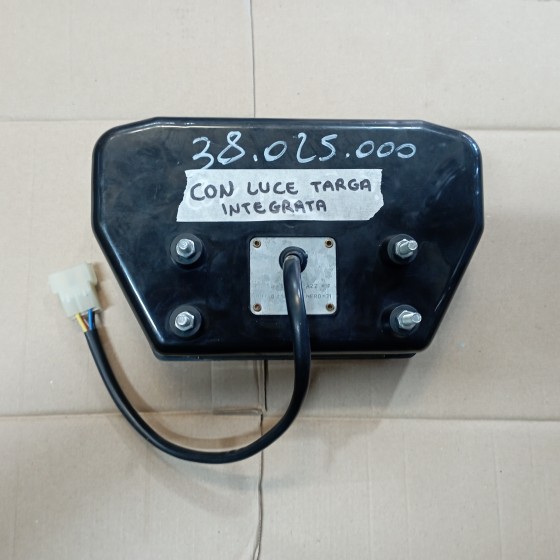 38.025.000
CON LUCE TARGA
INTEGRATA